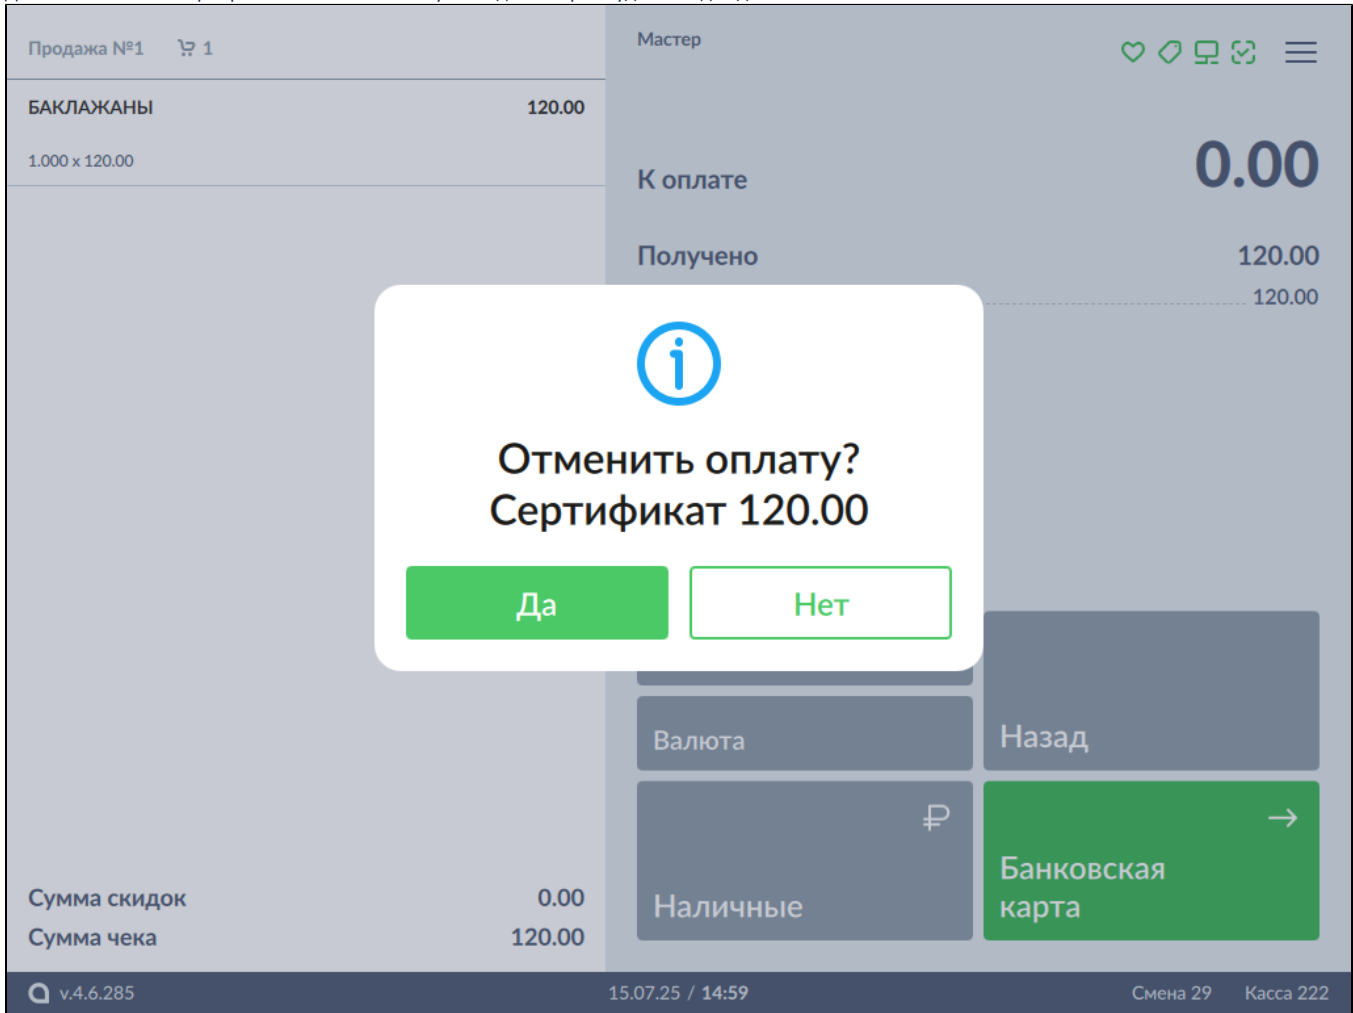 Продажа №1 1
БАКЛАЖАНЫ 120.00
1.000 x 120.00
Мастер
К оплате 0.00
Получено 120.00
120.00
Отменить оплату?
Сертификат 120.00
Да Нет
Валюта
Назад
Наличные
Банковская
карта
Сумма скидок 0.00
Сумма чека 120.00
v.4.6.285 15.07.25 / 14:59 Смена 29 Касса 222